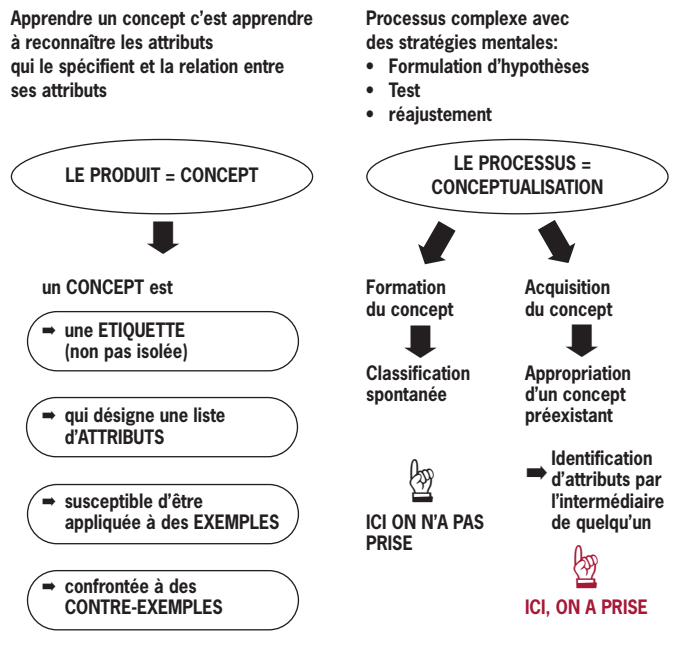 Apprendre un concept c'est apprendre
à reconnaître les attributs
qui le spécifient et la relation entre
ses attributs
LE PRODUIT = CONCEPT
un CONCEPT est
➡ une ETIQUETTE
(non pas isolée)
➡ qui désigne une liste
d'ATTRIBUTS
➡ susceptible d'être
appliquée à des EXEMPLES
➡ confrontée à des
CONTRE-EXEMPLES
Processus complexe avec
des stratégies mentales:
• Formulation d'hypothèses
• Test
• réajustement
LE PROCESSUS =
CONCEPTUALISATION
Formation
du concept
Classification
spontanée
ICI ON N'A PAS
PRISE
Acquisition
du concept
Appropriation
d'un concept
préexistant
➡ Identification
d'attributs par
l'intermédiaire
de quelqu'un
ICI, ON A PRISE